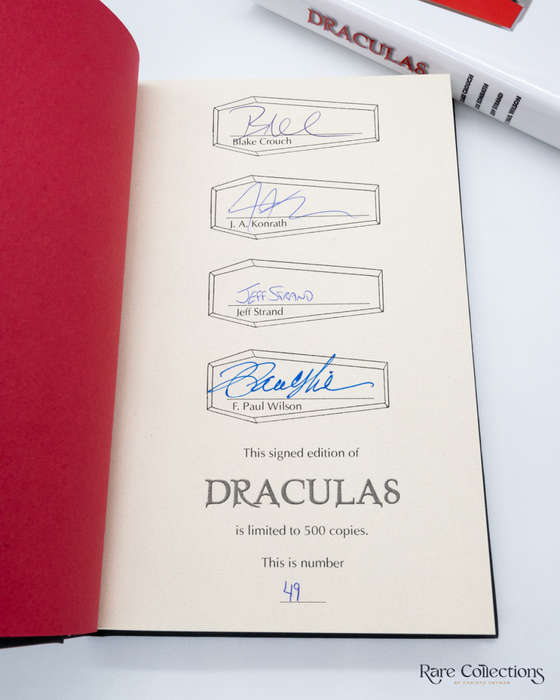 DRACULAS
Blake Crouch
J. A. Konrath
JEFF STRAND
Jeff Strand
F. Paul Wilson
This signed edition of
DRACULAS
is limited to 500 copies.
This is number
49
Rare Collections